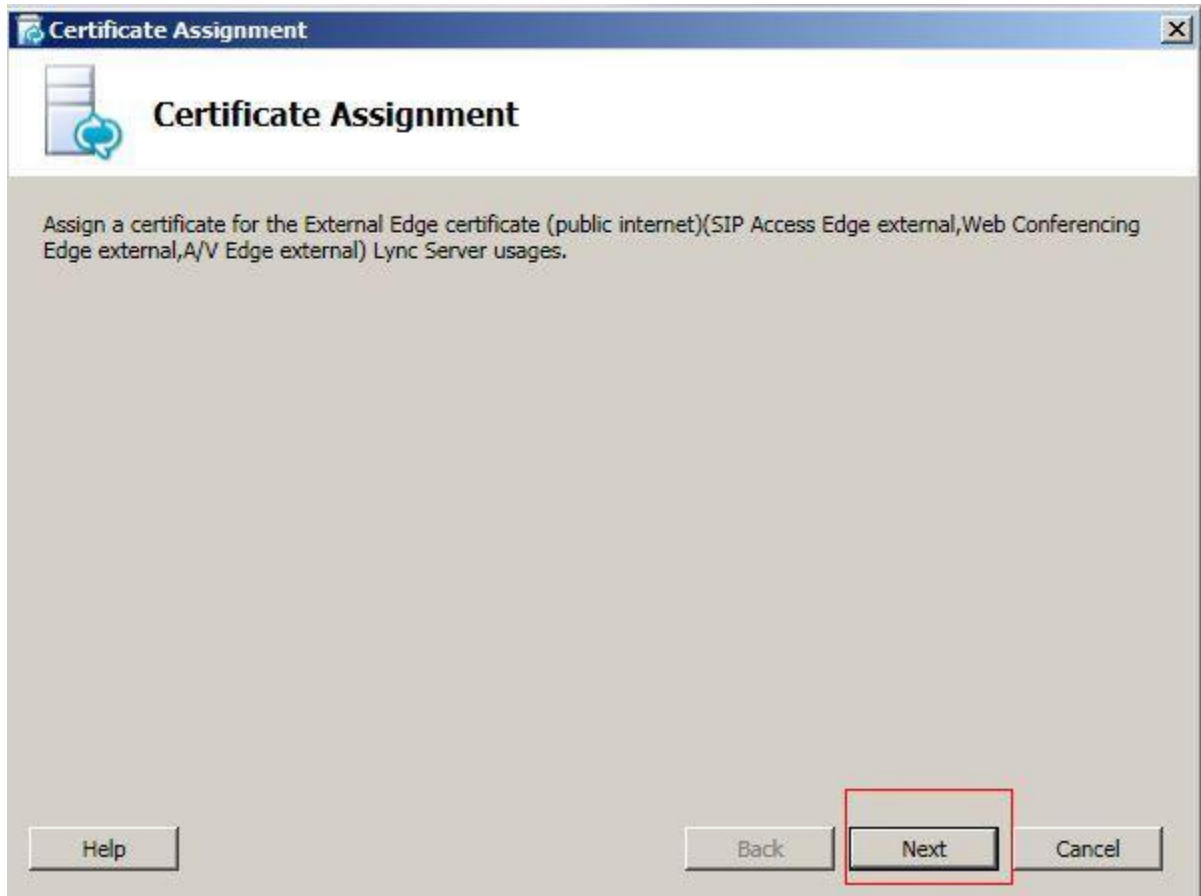 Certificate Assignment
Certificate Assignment
Assign a certificate for the External Edge certificate (public internet)(SIP Access Edge external,Web Conferencing
Edge external,A/V Edge external) Lync Server usages.
Help
Back
Next
Cancel